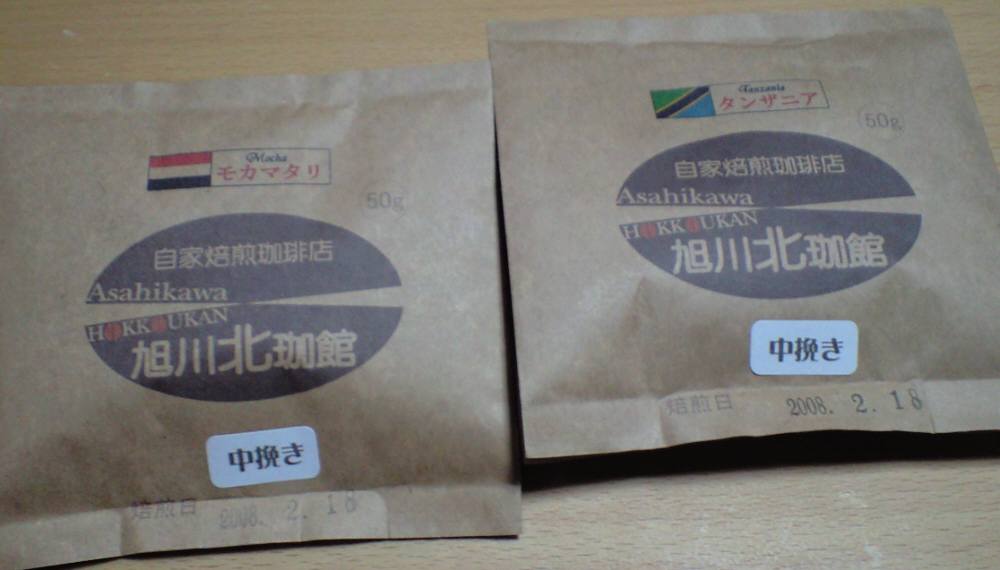 Mocha
モカマタリ
50g
自家焙煎珈琲店
Asahikawa
HOKKOUKAN
旭川北珈館
中挽き
焙煎日 2008. 2. 18
Tanzania
タンザニア
(50g)
自家焙煎珈琲店
Asahikawa
HOKKOUKAN
旭川北珈館
中挽き
焙煎日 2008. 2. 18